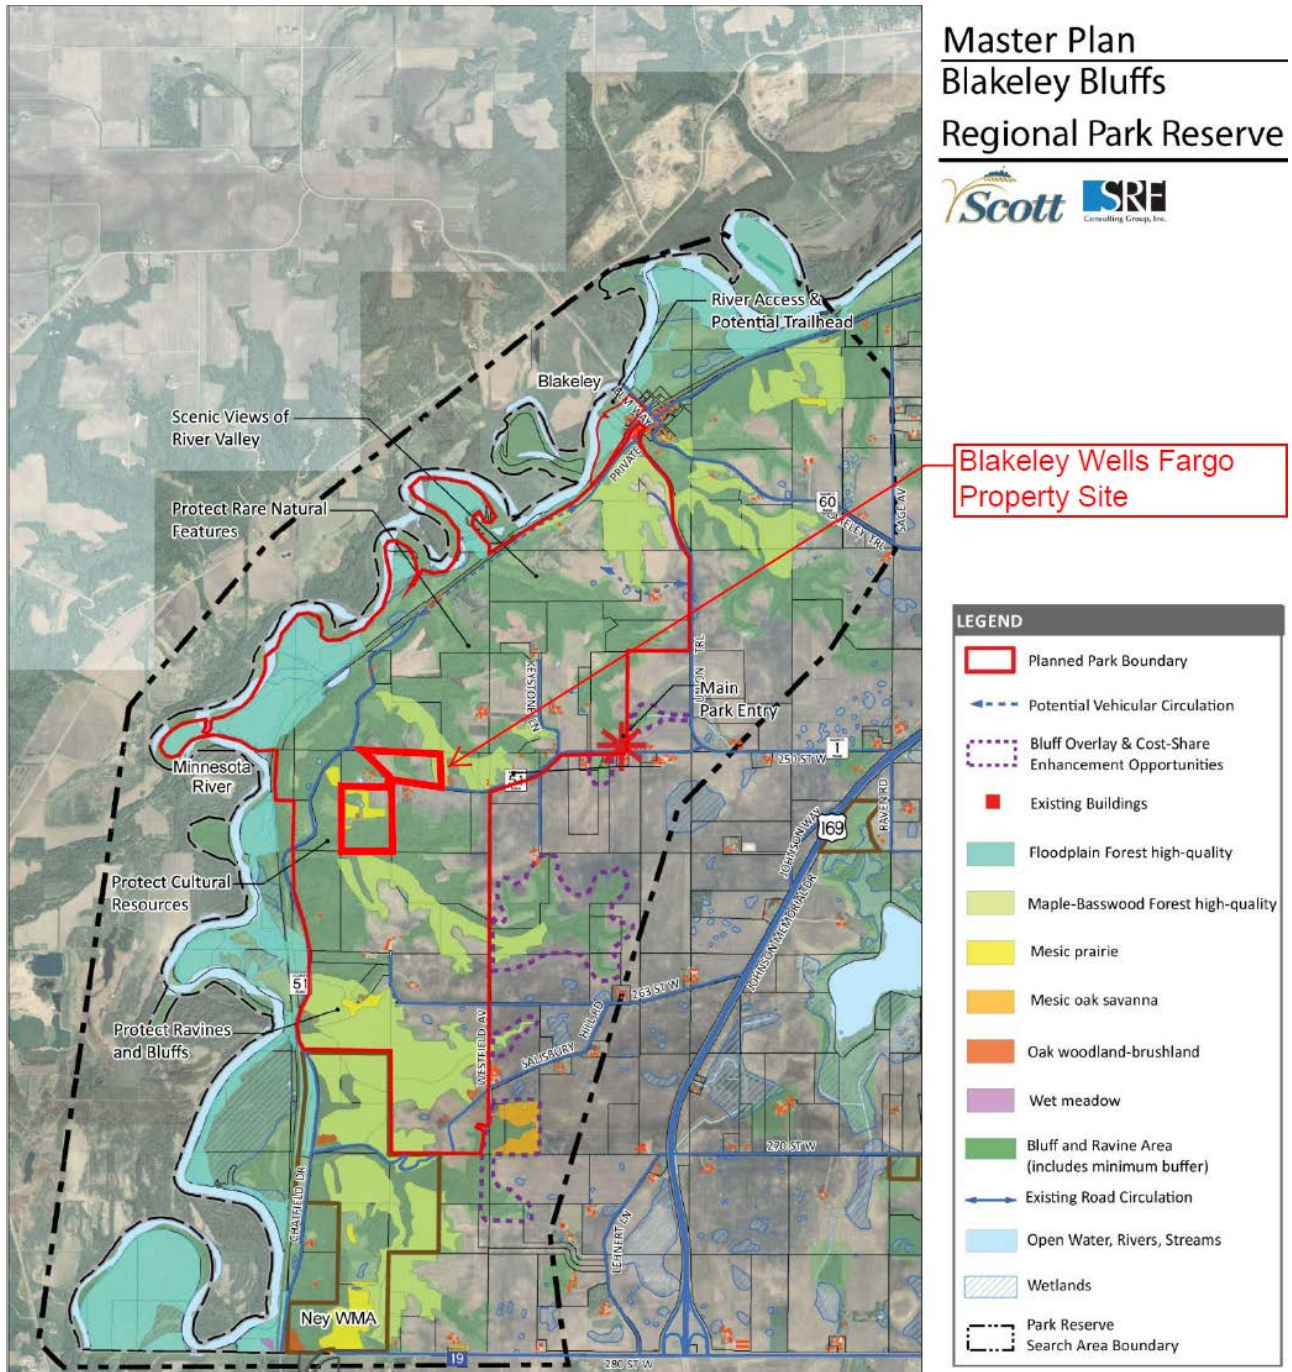 Master Plan
Blakeley Bluffs
Regional Park Reserve
Scott
SRF
Consulting Group, Inc.
River Access &
Potential Trailhead
Blakeley
ELM WAY
PRIVATE
Scenic Views of
River Valley
Protect Rare Natural
Features
Blakeley Wells Fargo
Property Site
60
BLAKELEY TRL
SAGE AV
UNION TRL
KEYSTONE LN
Main
Park Entry
Minnesota
River
51
250 ST W
1
169
RAVEN RD
JOHNSON WAY
JOHNSON MEMORIAL DR
Protect Cultural
Resources
51
263 ST W
Protect Ravines
and Bluffs
WESTFIELD AV
SALISBURY HILL RD
270 ST W
CHATFIELD DR
LEHNERT LN
Ney WMA
19
280 ST W
LEGEND
Planned Park Boundary
Potential Vehicular Circulation
Bluff Overlay & Cost-Share
Enhancement Opportunities
Existing Buildings
Floodplain Forest high-quality
Maple-Basswood Forest high-quality
Mesic prairie
Mesic oak savanna
Oak woodland-brushland
Wet meadow
Bluff and Ravine Area
(includes minimum buffer)
Existing Road Circulation
Open Water, Rivers, Streams
Wetlands
Park Reserve
Search Area Boundary